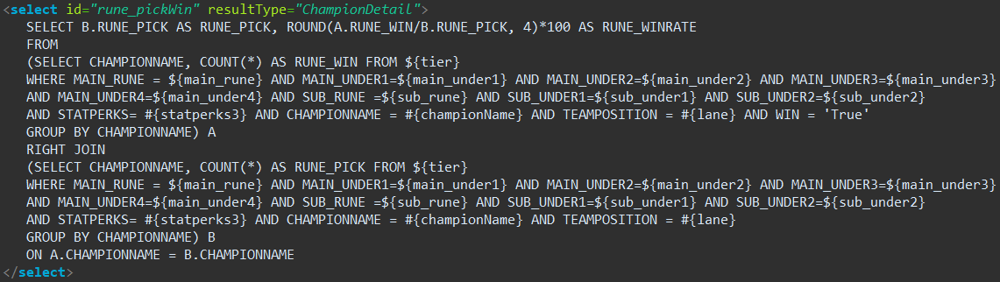 <select id="rune_pickWin" resultType="ChampionDetail">
SELECT B.RUNE_PICK AS RUNE_PICK, ROUND(A.RUNE_WIN/B.RUNE_PICK, 4)*100 AS RUNE_WINRATE
FROM
(SELECT CHAMPIONNAME, COUNT(*) AS RUNE_WIN FROM ${tier}
WHERE MAIN_RUNE = ${main_rune} AND MAIN_UNDER1=${main_under1} AND MAIN_UNDER2=${main_under2} AND MAIN_UNDER3=${main_under3}
AND MAIN_UNDER4=${main_under4} AND SUB_RUNE =${sub_rune} AND SUB_UNDER1=${sub_under1} AND SUB_UNDER2=${sub_under2}
AND STATPERKS= #{statperks3} AND CHAMPIONNAME = #{championName} AND TEAMPOSITION = #{lane} AND WIN = 'True'
GROUP BY CHAMPIONNAME) A
RIGHT JOIN
(SELECT CHAMPIONNAME, COUNT(*) AS RUNE_PICK FROM ${tier}
WHERE MAIN_RUNE = ${main_rune} AND MAIN_UNDER1=${main_under1} AND MAIN_UNDER2=${main_under2} AND MAIN_UNDER3=${main_under3}
AND MAIN_UNDER4=${main_under4} AND SUB_RUNE =${sub_rune} AND SUB_UNDER1=${sub_under1} AND SUB_UNDER2=${sub_under2}
AND STATPERKS= #{statperks3} AND CHAMPIONNAME = #{championName} AND TEAMPOSITION = #{lane}
GROUP BY CHAMPIONNAME) B
ON A.CHAMPIONNAME = B.CHAMPIONNAME
</select>